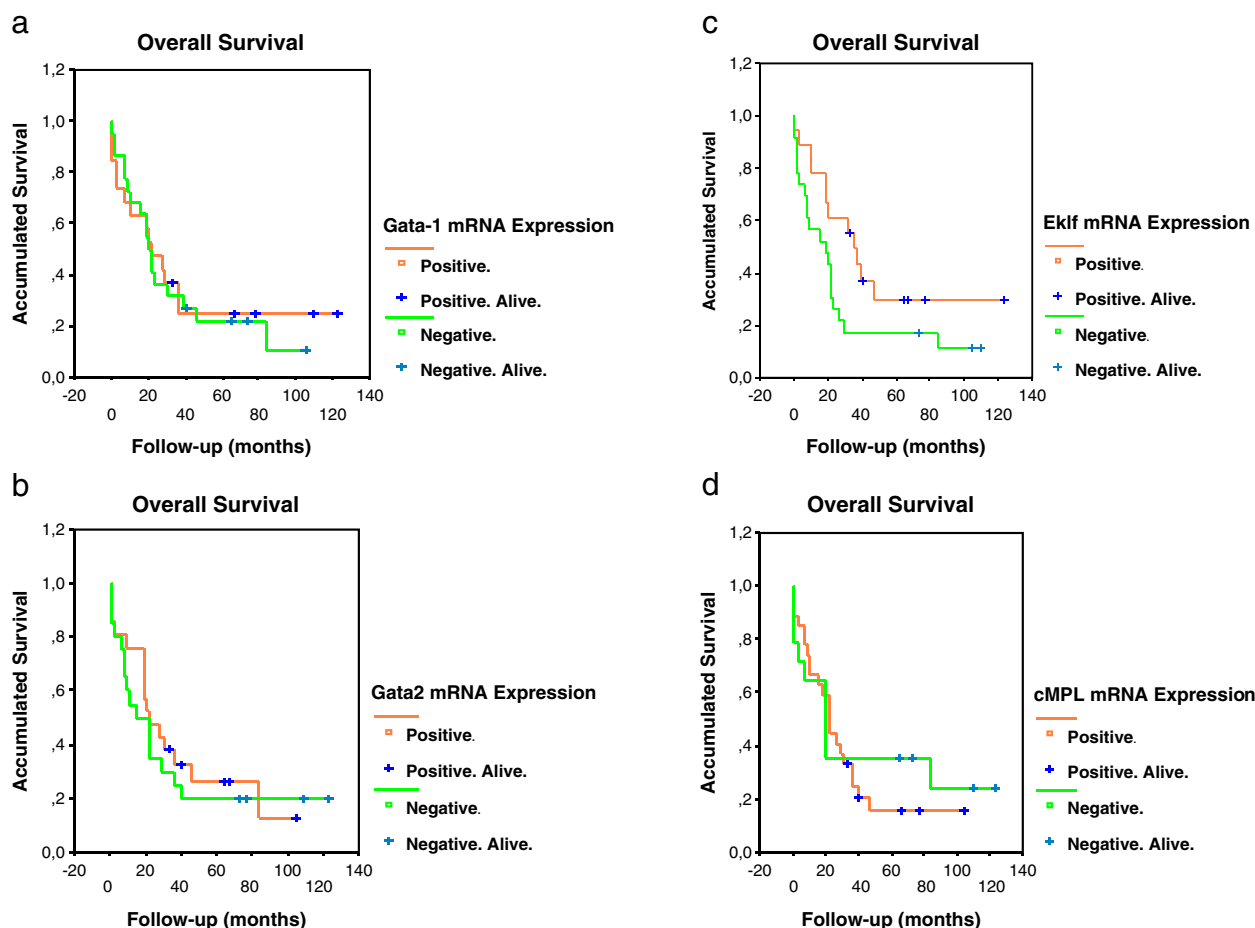 a
Overall Survival
Accumulated Survival
1,2
1,0
,8
,6
,4
,2
0,0
-20 20 40 80 100 140
0 40 60 120
Follow-up (months)
Gata-1 mRNA Expression
Positive.
Positive. Alive.
Negative.
Negative. Alive.
b
Overall Survival
Accumulated Survival
1,2
1,0
,8
,6
,4
,2
0,0
-20 20 60 100 140
0 40 80 120
Follow-up (months)
Gata2 mRNA Expression
Positive.
Positive. Alive.
Negative.
Negative. Alive.
c
Overall Survival
Accumulated Survival
1,2
1,0
,8
,6
,4
,2
0,0
-20 20 60 100 140
0 40 80 120
Follow-up (months)
Eklf mRNA Expression
Positive.
Positive. Alive.
Negative.
Negative. Alive.
d
Overall Survival
Accumulated Survival
1,2
1,0
,8
,6
,4
,2
0,0
-20 20 60 100 140
0 40 80 120
Follow-up (months)
cMPL mRNA Expression
Positive.
Positive. Alive.
Negative.
Negative. Alive.